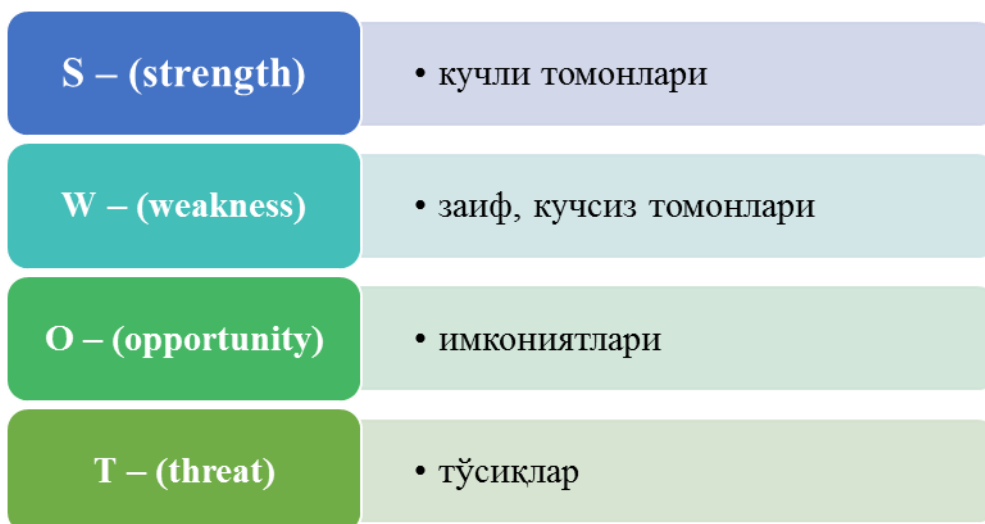 S – (strength)
• кучли томонлари
W – (weakness)
• заиф, кучсиз томонлари
O – (opportunity)
• имкониятлари
T – (threat)
• тўсиқлар